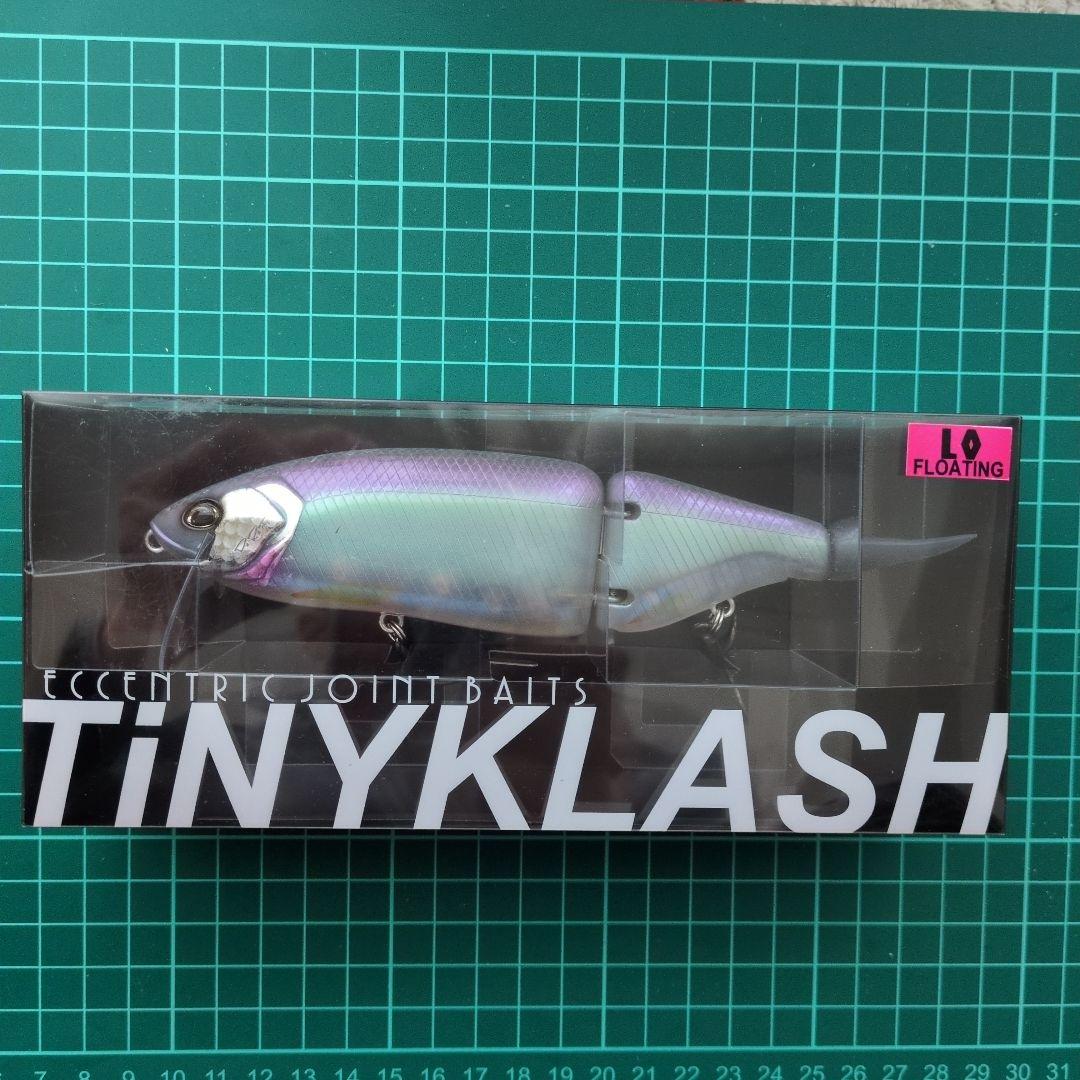 LO
FLOATING
ECCENTRIC JOINT BAITS
TiNYKLASH
7 8 9 10 11 12 13 14 15 16 17 18 19 20 21 22 23 24 25 26 27 28 29 30 31